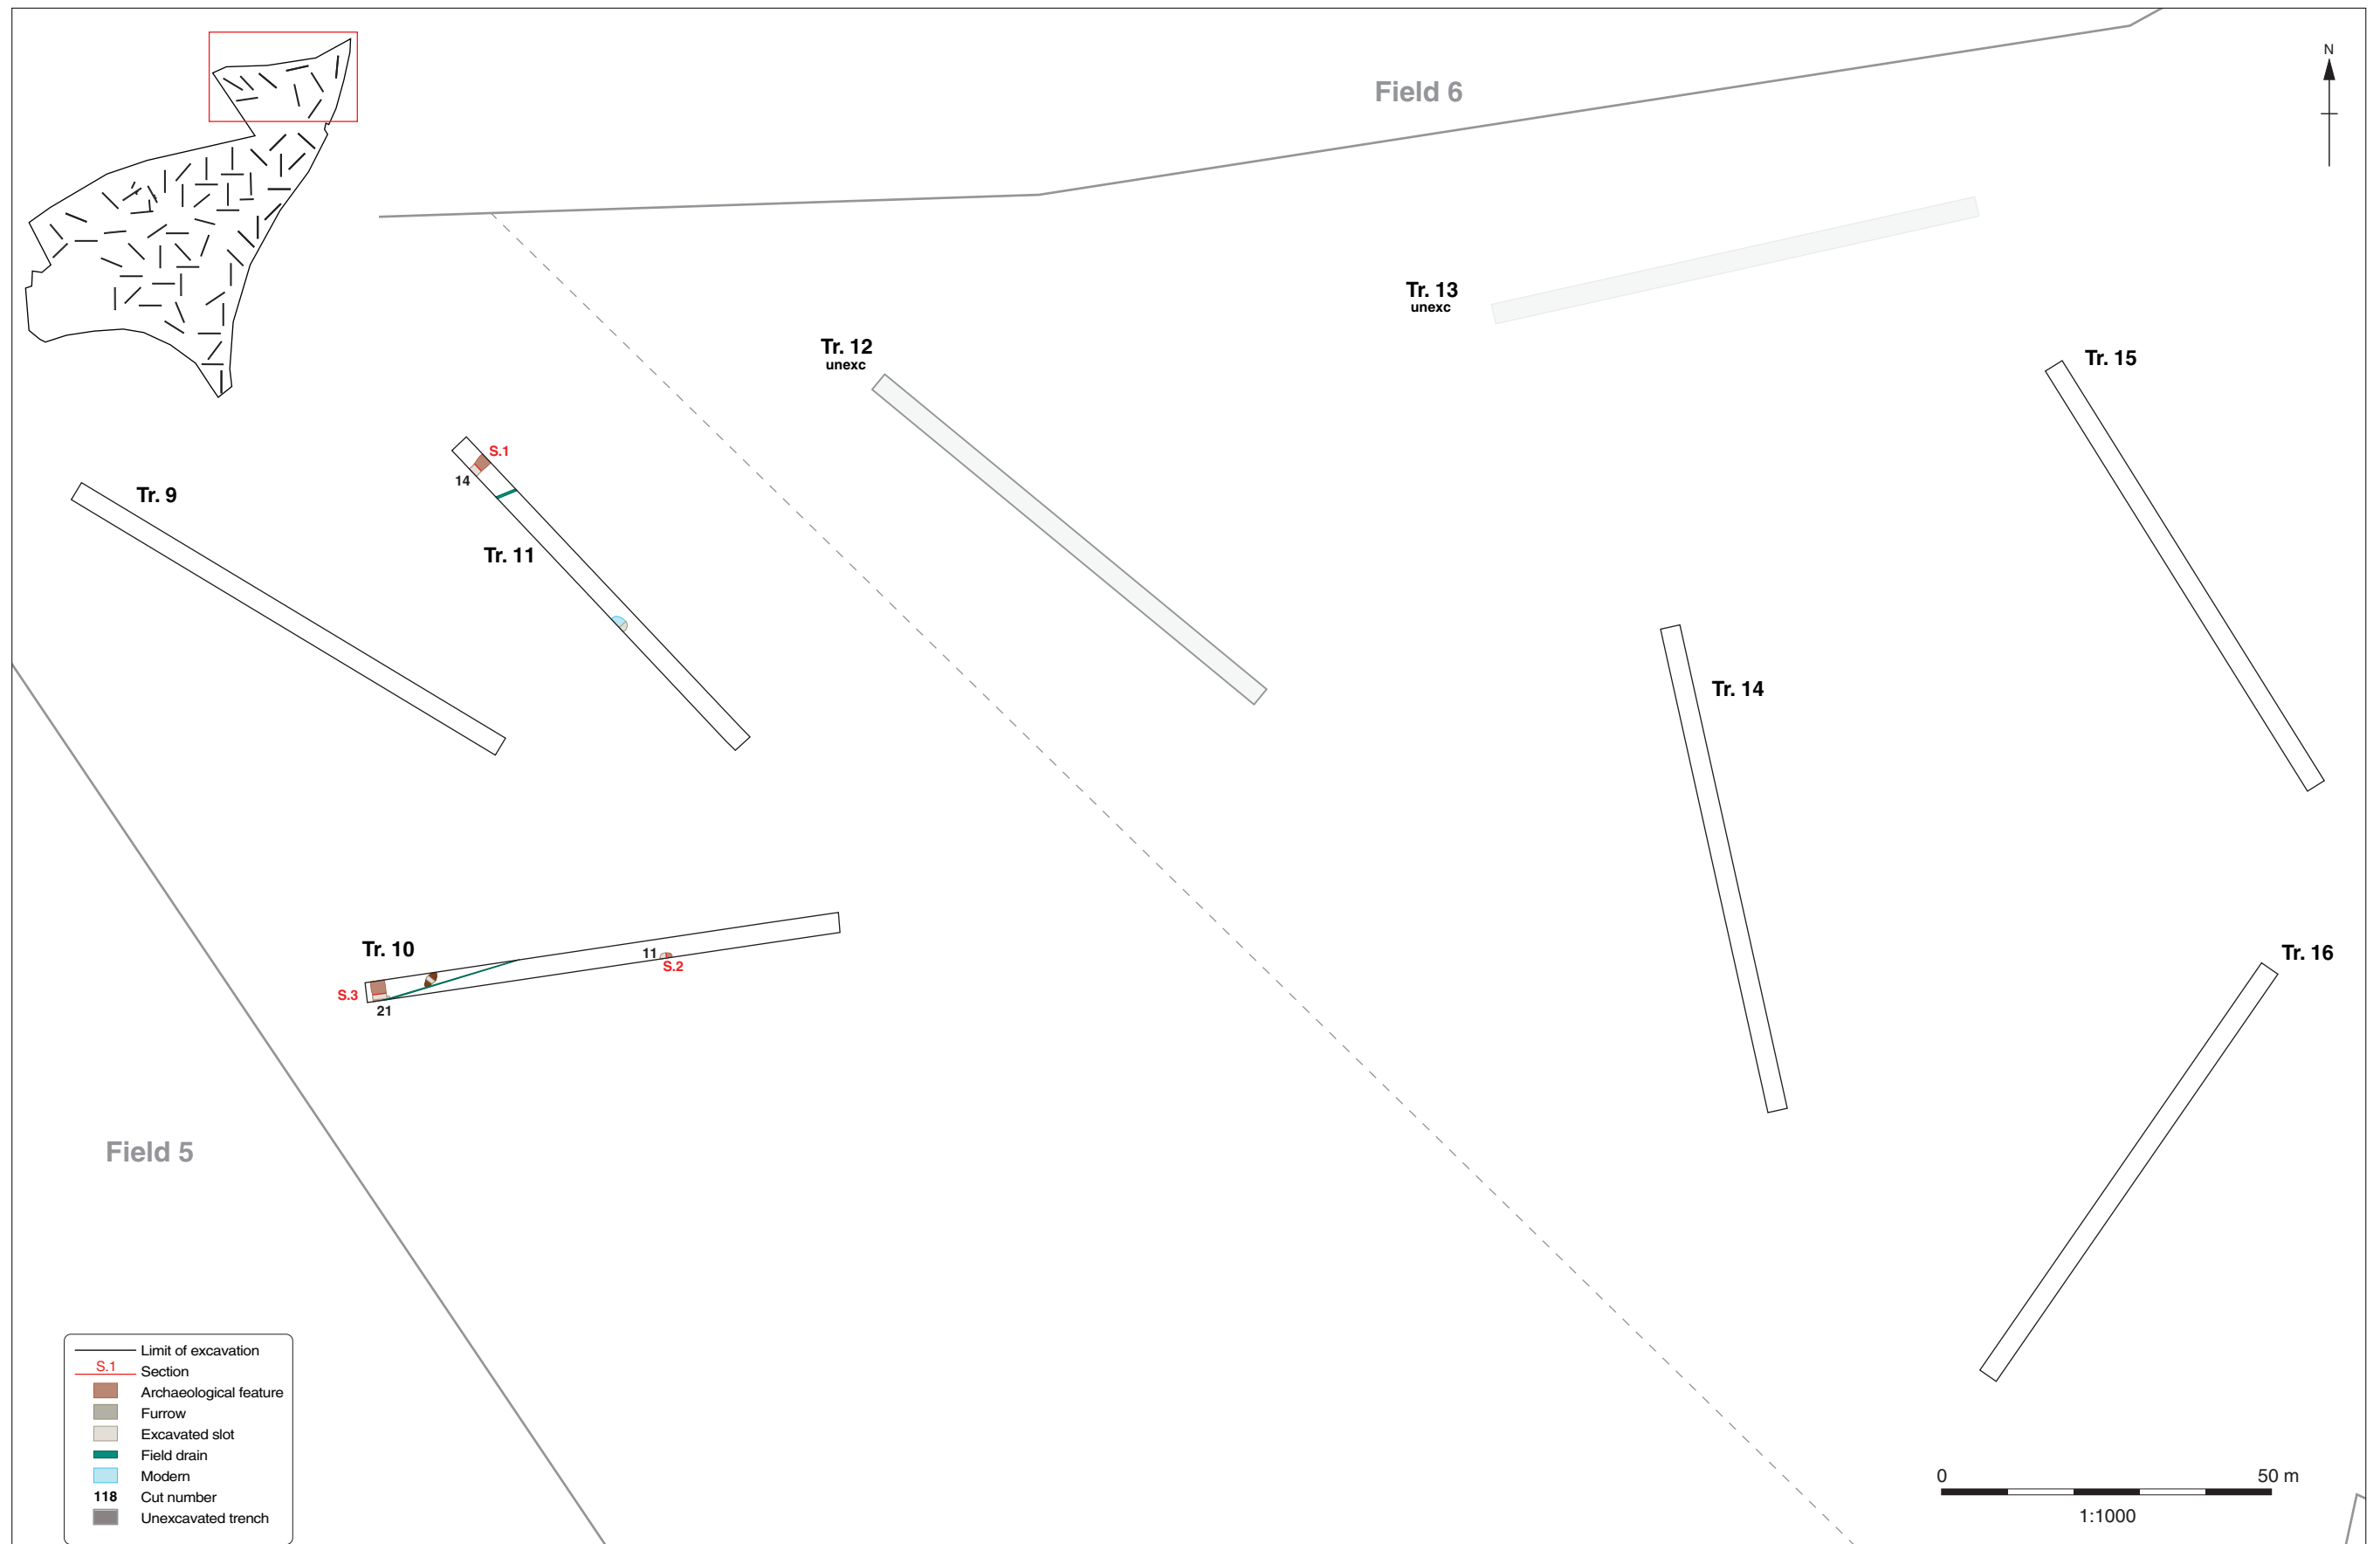 N
Field 6
Tr. 13
unexc
Tr. 12
unexc
Tr. 15
S.1
14
Tr. 9
Tr. 11
Tr. 14
Tr. 10
11
S.2
S.3
21
Tr. 16
Field 5
Limit of excavation
S.1
Section
Archaeological feature
Furrow
Excavated slot
Field drain
Modern
118 Cut number
Unexcavated trench
0 50 m
1:1000